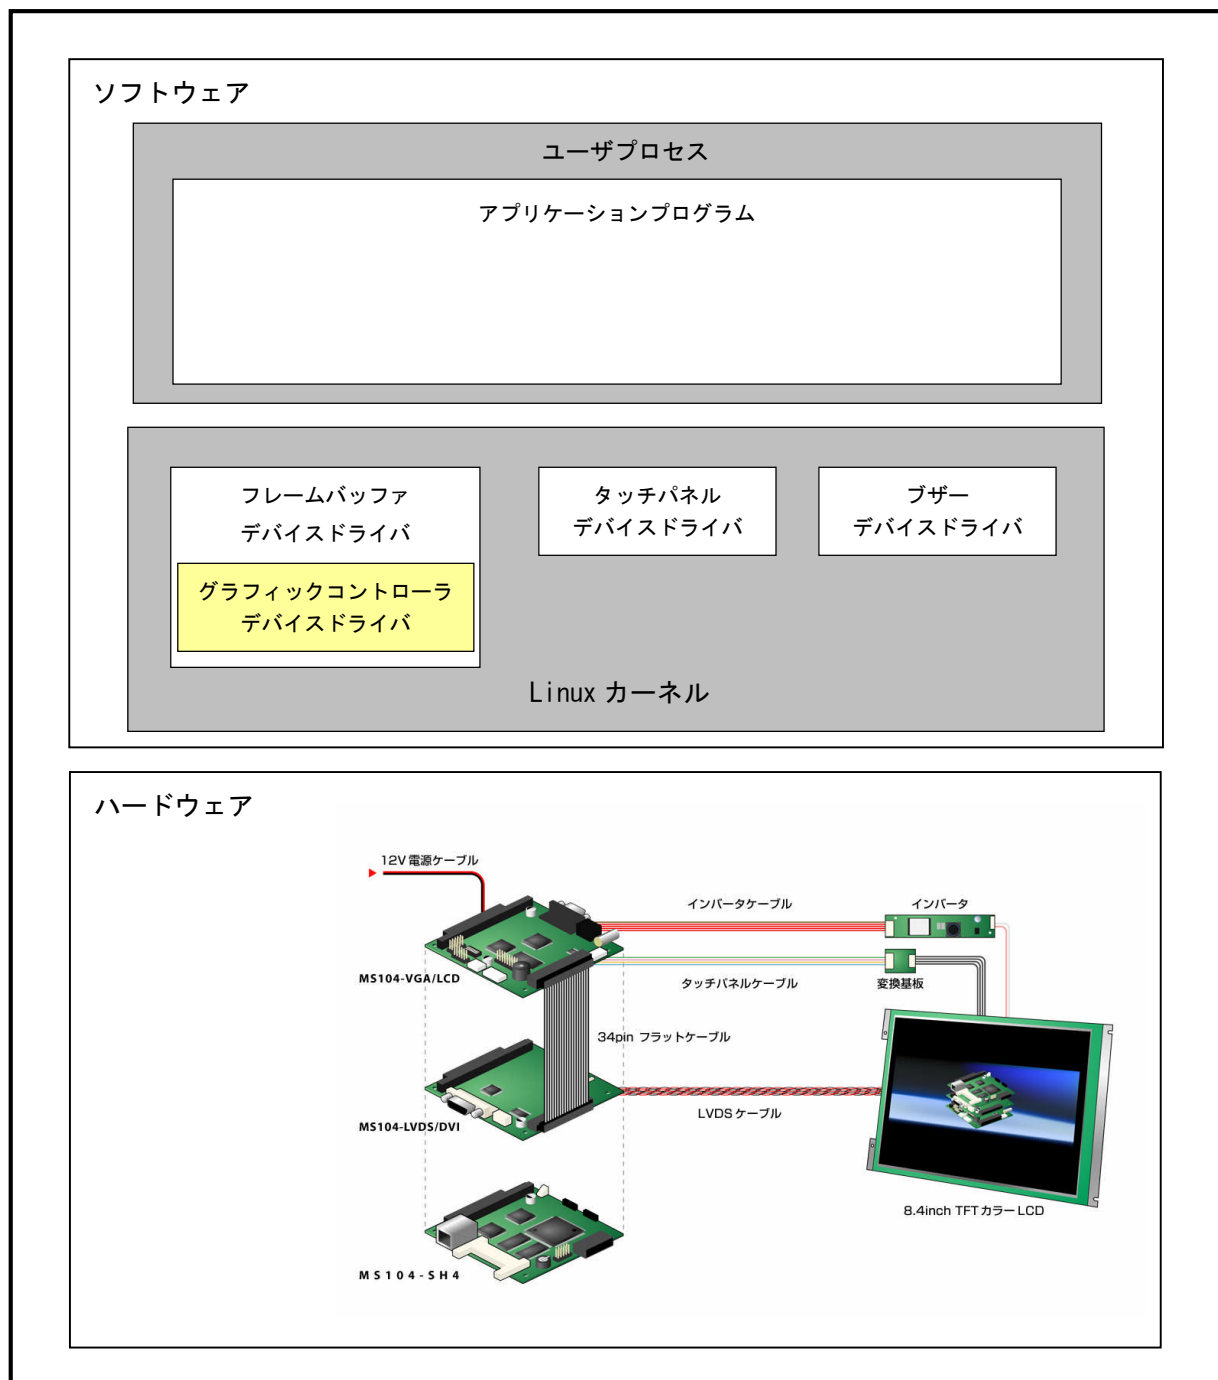 ソフトウェア
ユーザプロセス
アプリケーションプログラム
フレームバッファ
デバイスドライバ
グラフィックコントローラ
デバイスドライバ
タッチパネル
デバイスドライバ
ブザー
デバイスドライバ
Linux カーネル
ハードウェア
12V 電源ケーブル
インバータケーブル
インバータ
MS104-VGA/LCD
タッチパネルケーブル
変換基板
34pin フラットケーブル
MS104-LVDS/DVI
LVDS ケーブル
8.4inch TFT カラー LCD
MS104-SH4